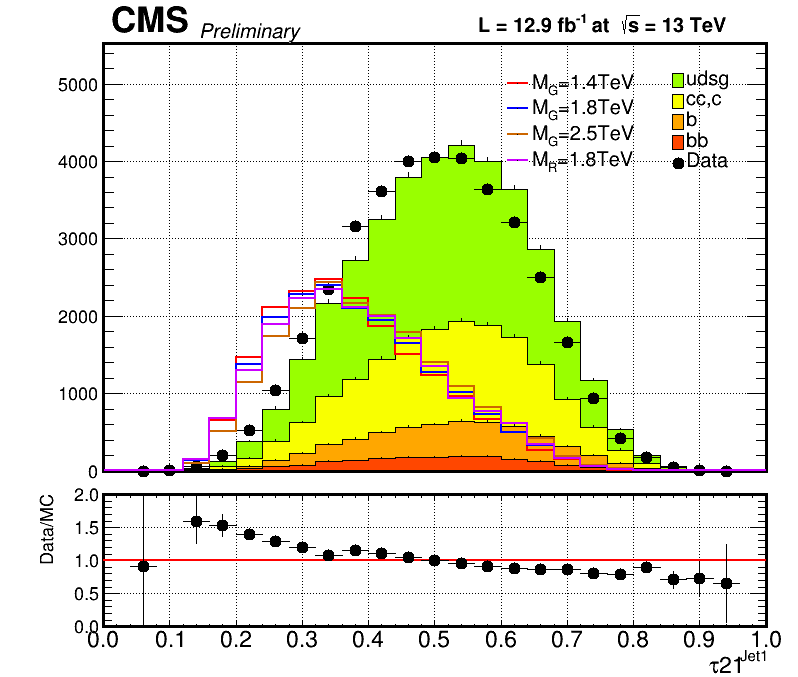 CMS Preliminary L = 12.9 fb⁻¹ at √s = 13 TeV
5000
4000
3000
2000
1000
0
M_G=1.4TeV
M_G=1.8TeV
M_G=2.5TeV
M_R=1.8TeV
udsg
cc,c
b
bb
Data
Data/MC
2.0
1.5
1.0
0.5
0.0
0.0 0.1 0.2 0.3 0.4 0.5 0.6 0.7 0.8 0.9 1.0
τ21^Jet1